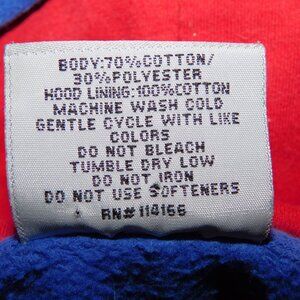 BODY:70%COTTON/
30%POLYESTER
HOOD LINING:100%COTTON
MACHINE WASH COLD
GENTLE CYCLE WITH LIKE
COLORS
DO NOT BLEACH
TUMBLE DRY LOW
DO NOT IRON
DO NOT USE SOFTENERS
RN#114166